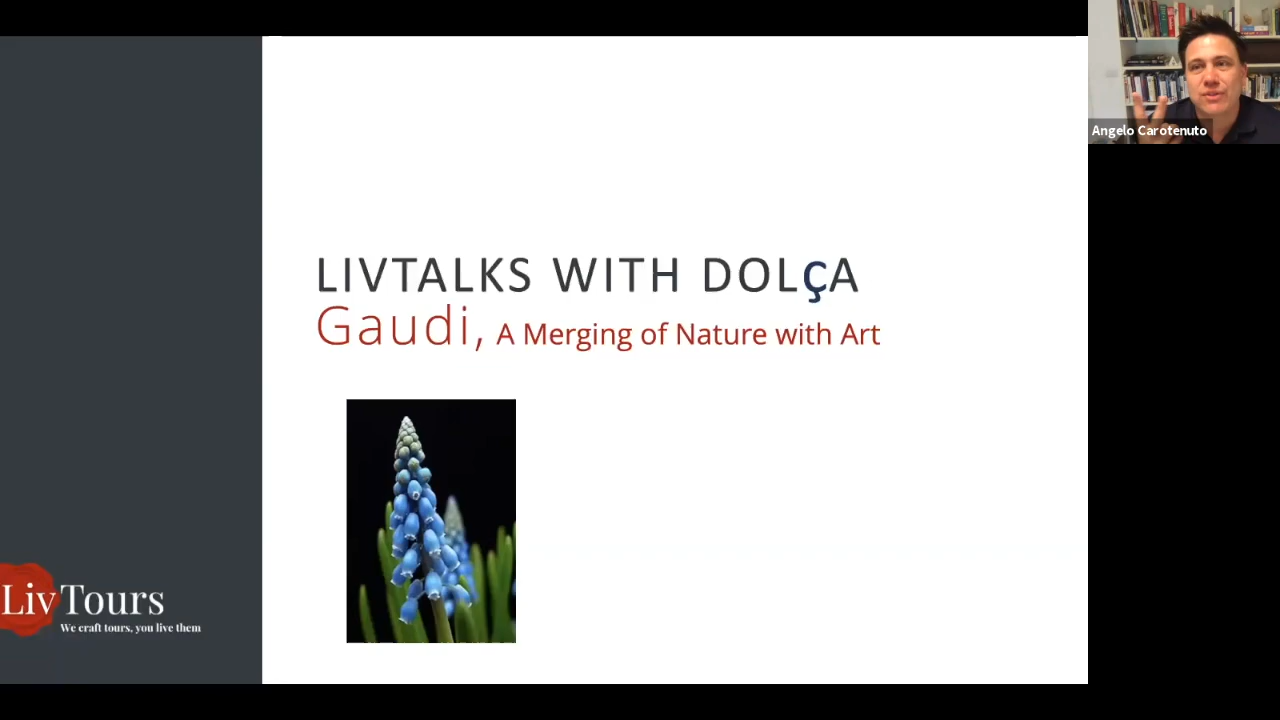 Angelo Carotenuto
LIVTALKS WITH DOLÇA
Gaudi, A Merging of Nature with Art
LivTours
We craft tours, you live them